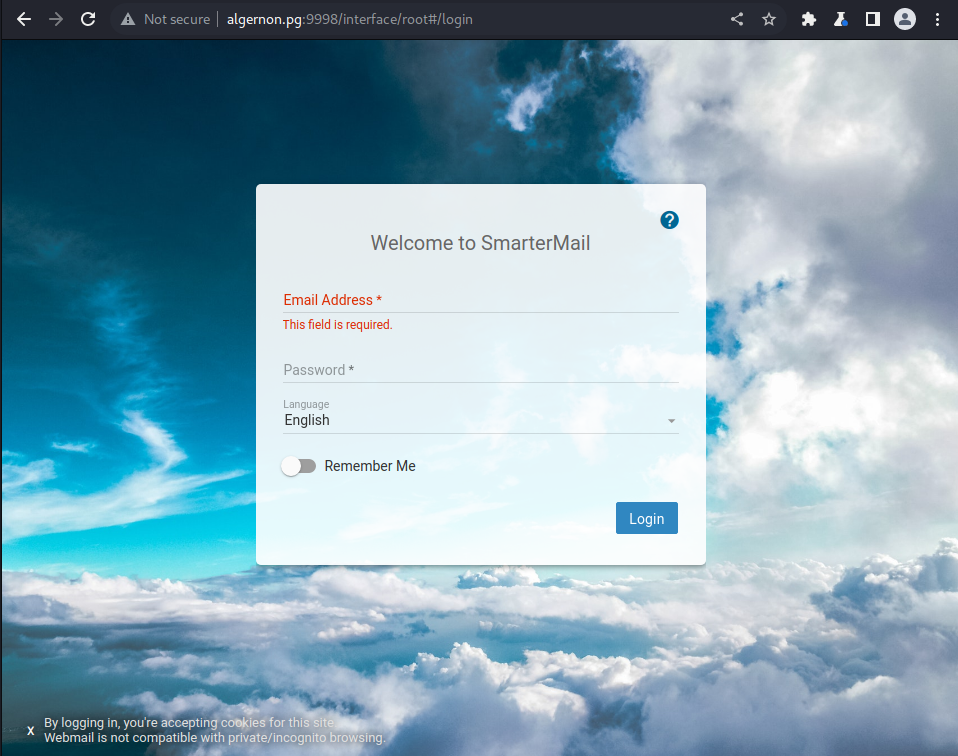 Not secure
algernon.pg:9998/interface/root#/login
Welcome to SmarterMail
?
Email Address *
This field is required.
Password *
Language
English
Remember Me
Login
x
By logging in, you're accepting cookies for this site.
Webmail is not compatible with private/incognito browsing.